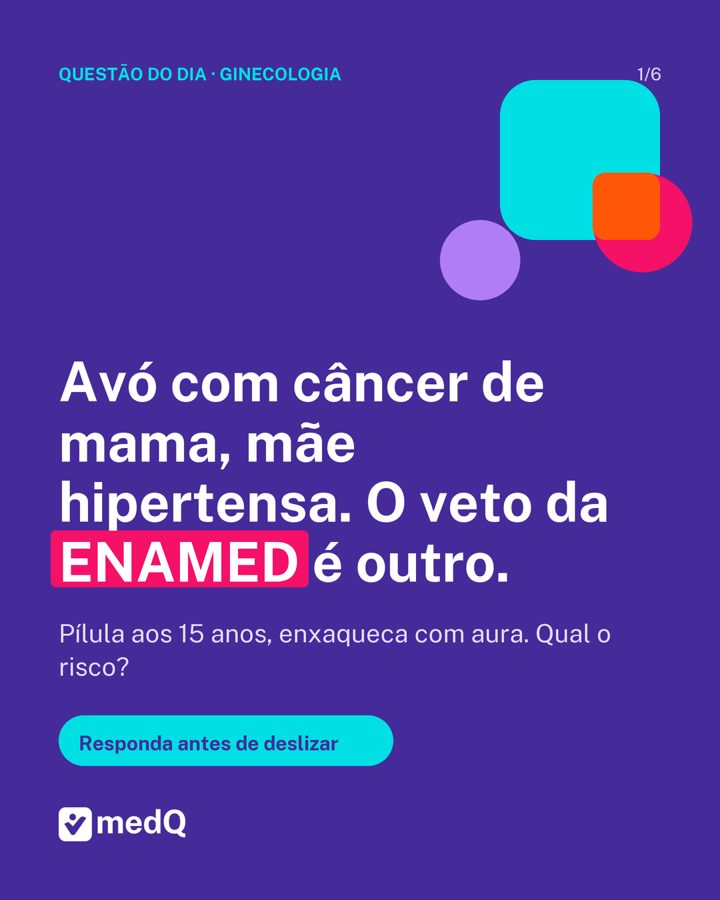 QUESTÃO DO DIA · GINECOLOGIA
1/6
Avó com câncer de
mama, mãe
hipertensa. O veto da
ENAMED é outro.
Pílula aos 15 anos, enxaqueca com aura. Qual o
risco?
Responda antes de deslizar
medQ